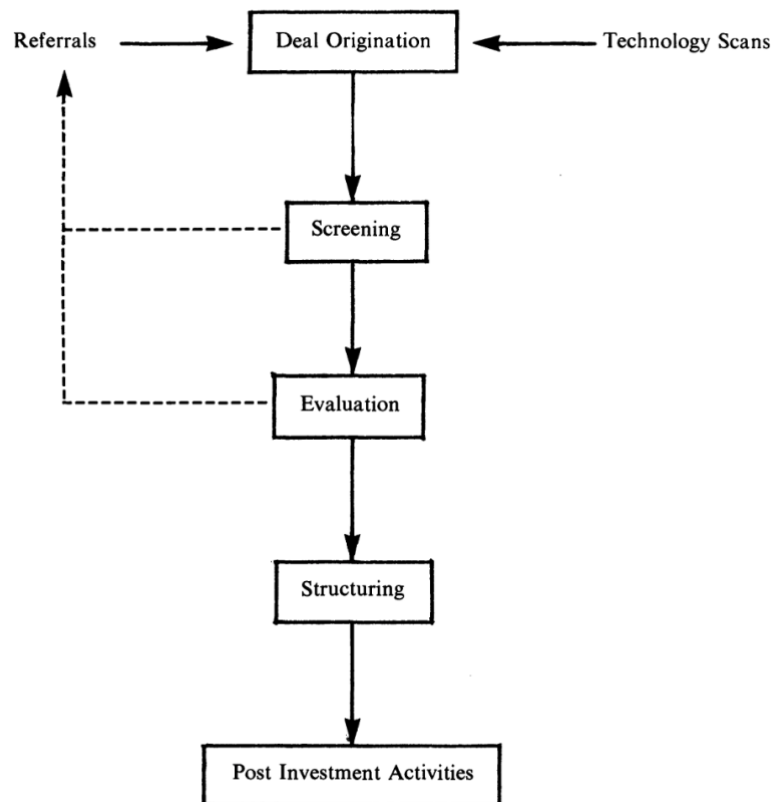 Referrals
Deal Origination
Technology Scans
Screening
Evaluation
Structuring
Post Investment Activities